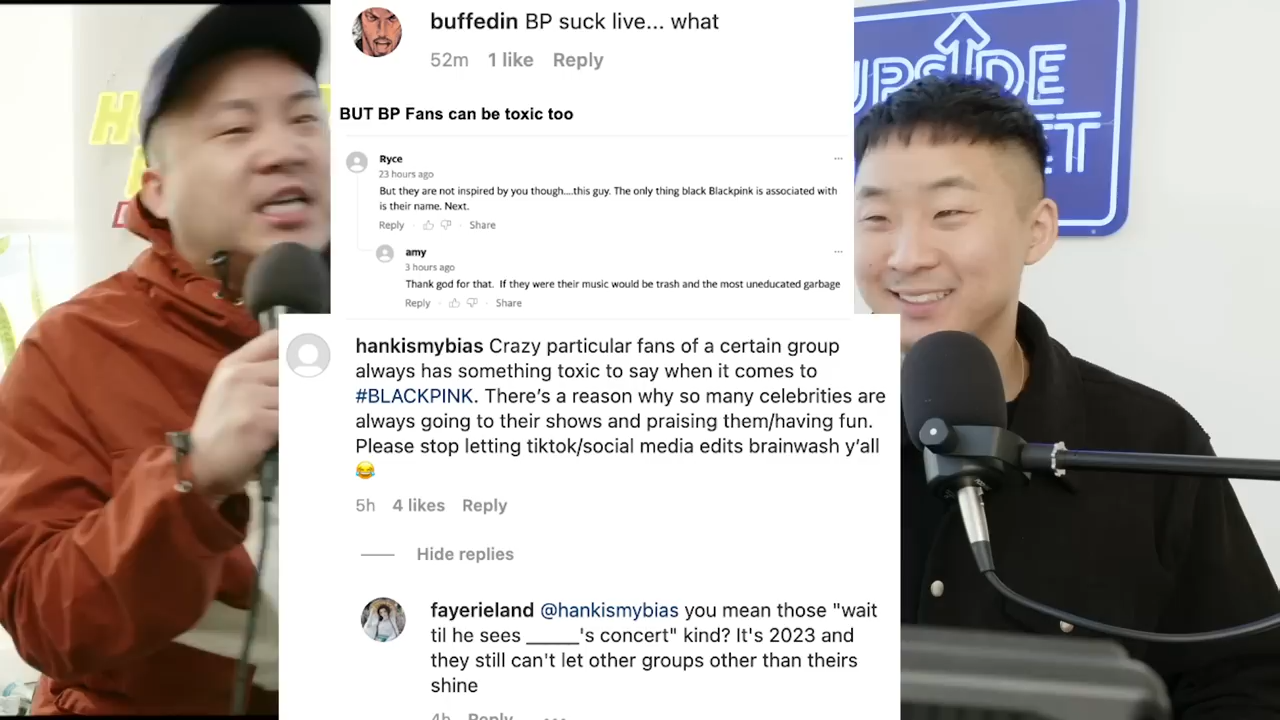 buffedin BP suck live... what
52m 1 like Reply
BUT BP Fans can be toxic too
Ryce
23 hours ago
But they are not inspired by you though....this guy. The only thing black Blackpink is associated with
is their name. Next.
Reply Share
amy
3 hours ago
Thank god for that. If they were their music would be trash and the most uneducated garbage
Reply Share
hankismybias Crazy particular fans of a certain group
always has something toxic to say when it comes to
#BLACKPINK. There's a reason why so many celebrities are
always going to their shows and praising them/having fun.
Please stop letting tiktok/social media edits brainwash y'all
😂
5h 4 likes Reply
Hide replies
fayerieland @hankismybias you mean those "wait
til he sees ______'s concert" kind? It's 2023 and
they still can't let other groups other than theirs
shine
4h Reply ...
UPSIDE